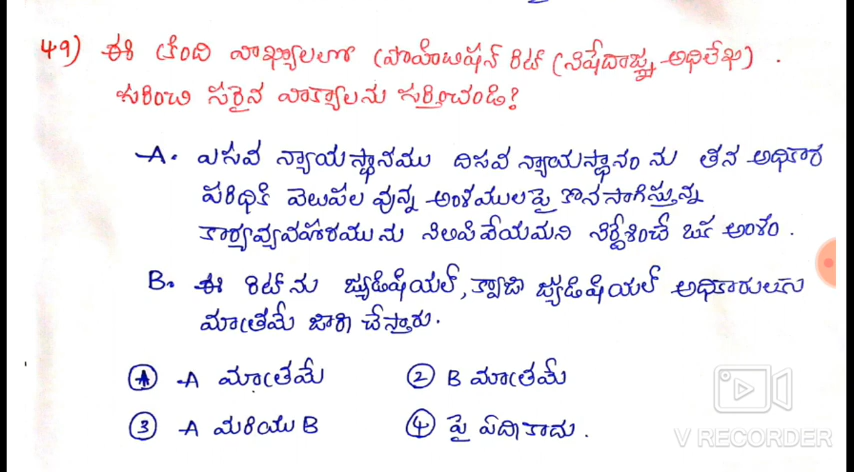 49) ఈ క్రింది వాఖ్యాలలో ప్రొహిబిషన్ రిట్ (నిషేదాజ్ఞ అధిలేఖ).
గురించి సరైన వాక్యాలను గుర్తించండి?
A. ఎగువ న్యాయస్థానము దిగువ న్యాయస్థానం ను తన అధికార
పరిధికి వెలుపల వున్న అంశములపై కొనసాగిస్తున్న
కార్యవ్యవహారమును నిలిపివేయమని నిర్దేశించే ఒక అంశం.
B. ఈ రిట్ ను జ్యుడిషియల్, క్వాజి జ్యుడిషియల్ అధికారులకు
మాత్రమే జారీ చేస్తారు.
① A మాత్రమే ② B మాత్రమే
③ A మరియు B ④ పై ఏదీకాదు.
V RECORDER